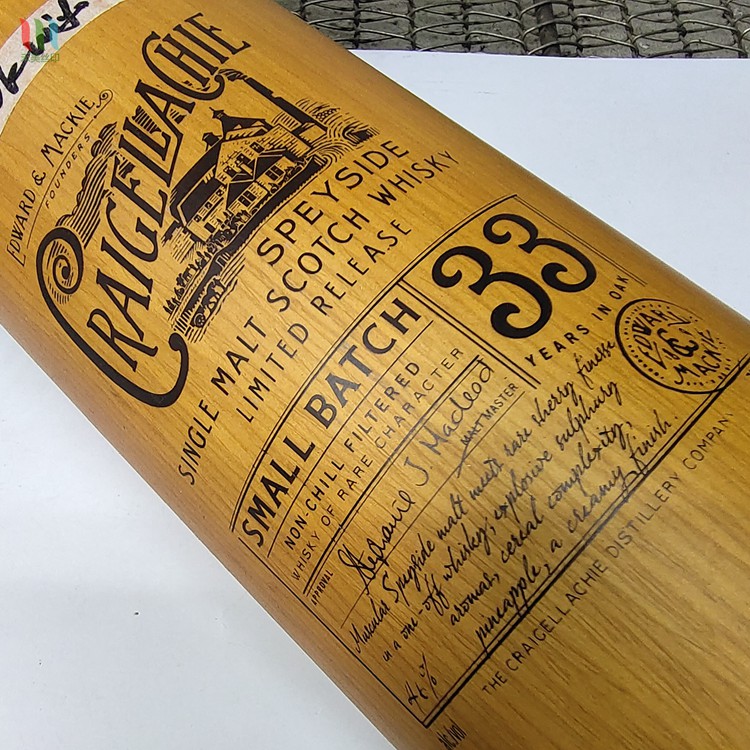 EDWARD & MACKIE
FOUNDERS
CRAIGELLACHIE
SPEYSIDE
SINGLE MALT SCOTCH WHISKY
LIMITED RELEASE
SMALL BATCH
NON-CHILL FILTERED
WHISKY OF RARE CHARACTER
APPROVAL
Stephanie J. Macleod
MALT MASTER
33
YEARS IN OAK
EDWARD
& C
MACKIE
Muscular Speyside malt meets rare sherry finesse
in a one-off whisky, explosive sulphury
aromas, cereal complexity,
pineapple, a creamy finish.
46%
THE CRAIGELLACHIE DISTILLERY COMPANY